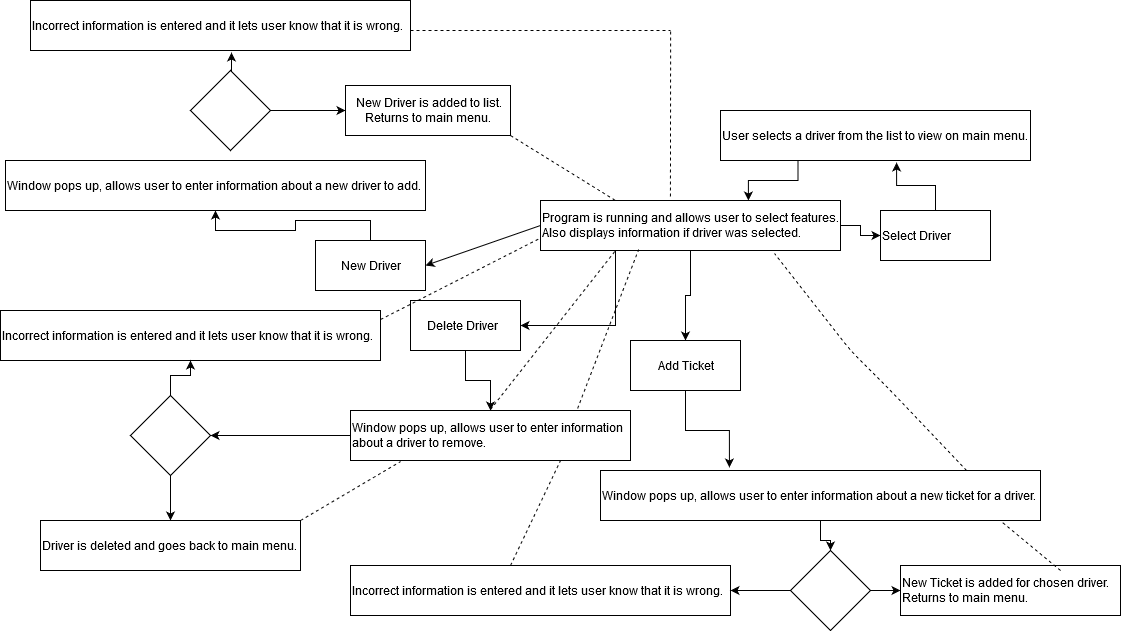 Incorrect information is entered and it lets user know that it is wrong.
New Driver is added to list.
Returns to main menu.
User selects a driver from the list to view on main menu.
Window pops up, allows user to enter information about a new driver to add.
Program is running and allows user to select features.
Also displays information if driver was selected.
Select Driver
New Driver
Delete Driver
Incorrect information is entered and it lets user know that it is wrong.
Add Ticket
Window pops up, allows user to enter information
about a driver to remove.
Window pops up, allows user to enter information about a new ticket for a driver.
Driver is deleted and goes back to main menu.
Incorrect information is entered and it lets user know that it is wrong.
New Ticket is added for chosen driver.
Returns to main menu.